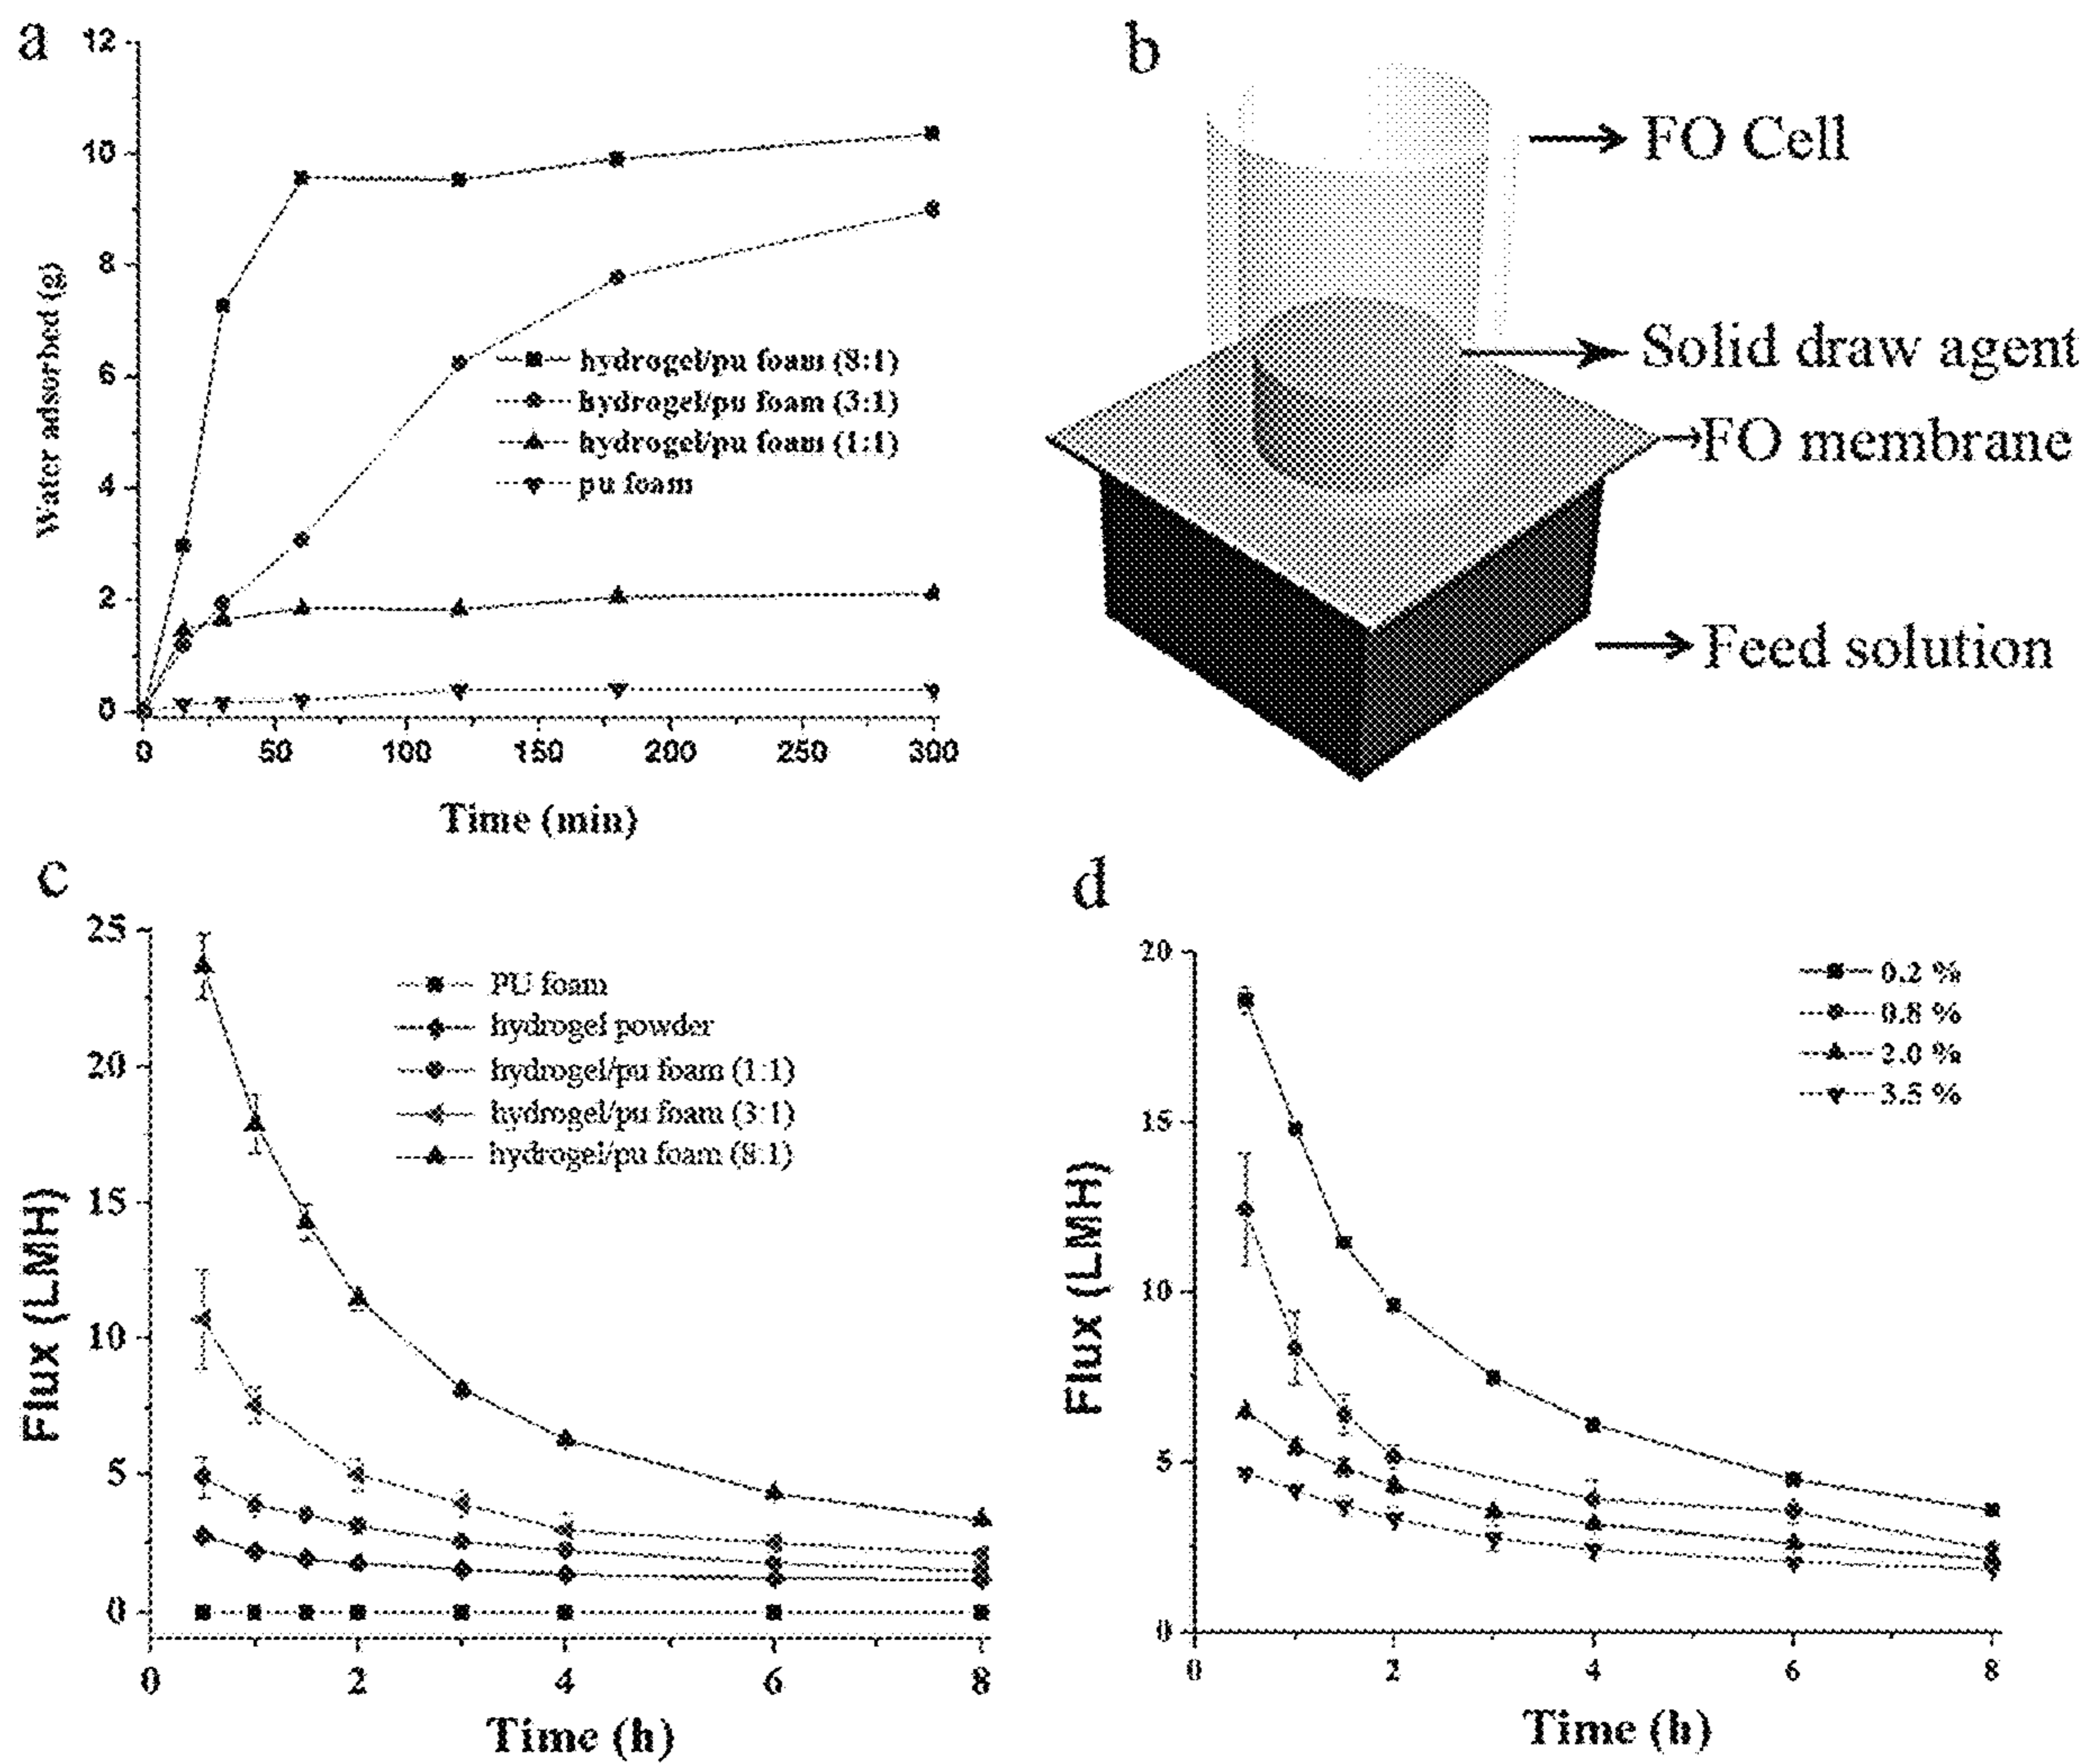 a
12
10
8
6
4
2
0
Water adsorbed (g)
hydrogel/pu foam (8:1)
hydrogel/pu foam (3:1)
hydrogel/pu foam (1:1)
pu foam
0 50 100 150 200 250 300
Time (min)
b
FO Cell
Solid draw agent
FO membrane
Feed solution
c
25
20
15
10
5
0
Flux (LMH)
PU foam
hydrogel powder
hydrogel/pu foam (1:1)
hydrogel/pu foam (3:1)
hydrogel/pu foam (8:1)
0 2 4 6 8
Time (h)
d
20
15
10
5
0
Flux (LMH)
0.2 %
0.8 %
2.0 %
3.5 %
0 2 4 6 8
Time (h)